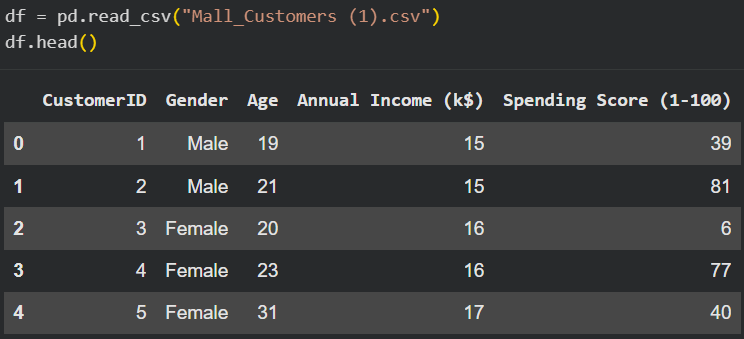 df = pd.read_csv("Mall_Customers (1).csv")
df.head()
CustomerID Gender Age Annual Income (k$) Spending Score (1-100)
0 1 Male 19 15 39
1 2 Male 21 15 81
2 3 Female 20 16 6
3 4 Female 23 16 77
4 5 Female 31 17 40